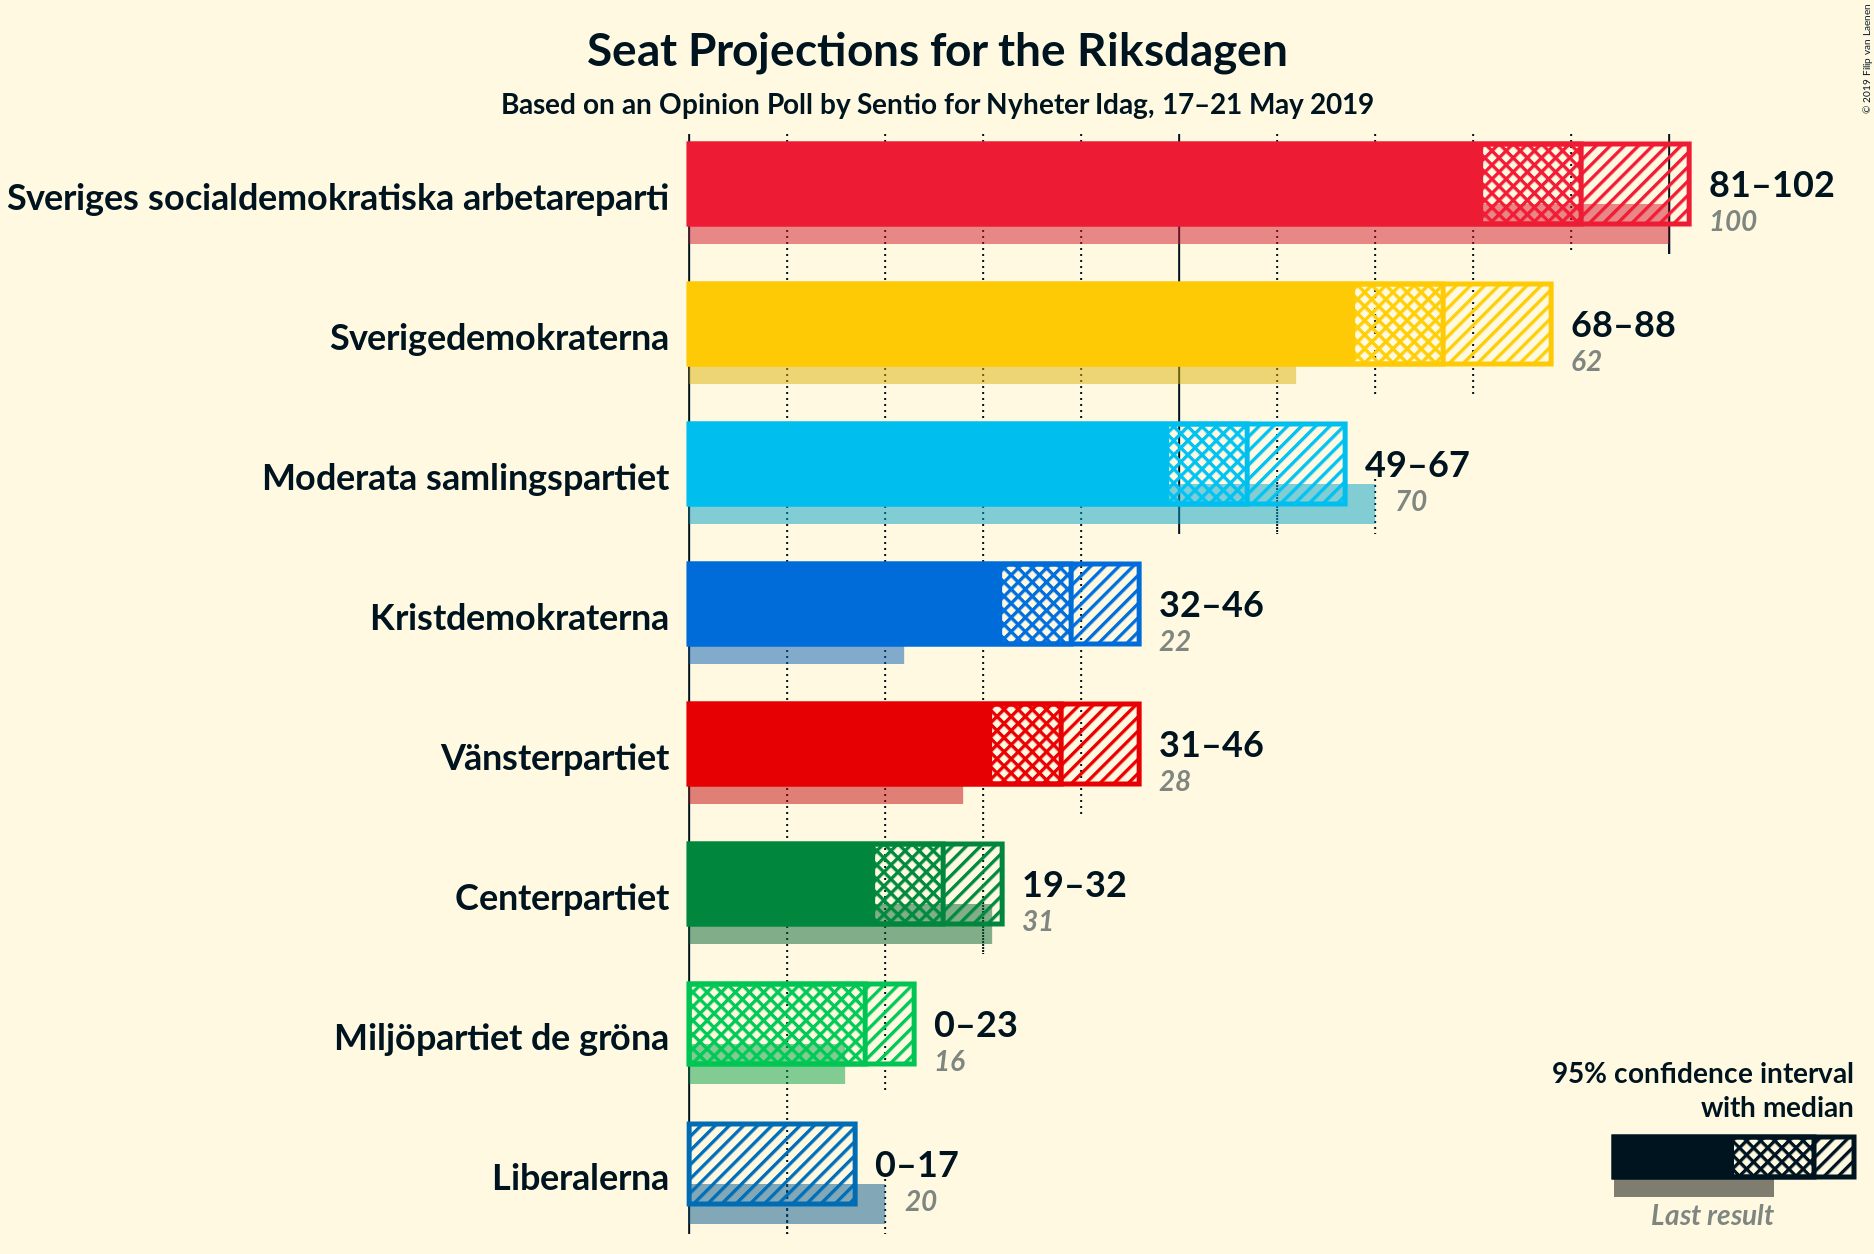 Seat Projections for the Riksdagen
Based on an Opinion Poll by Sentio for Nyheter Idag, 17–21 May 2019
© 2019 Filip van Laenen
Sveriges socialdemokratiska arbetareparti
81–102
100
Sverigedemokraterna
68–88
62
Moderata samlingspartiet
49–67
70
Kristdemokraterna
32–46
22
Vänsterpartiet
31–46
28
Centerpartiet
19–32
31
Miljöpartiet de gröna
0–23
16
Liberalerna
0–17
20
95% confidence interval
with median
Last result